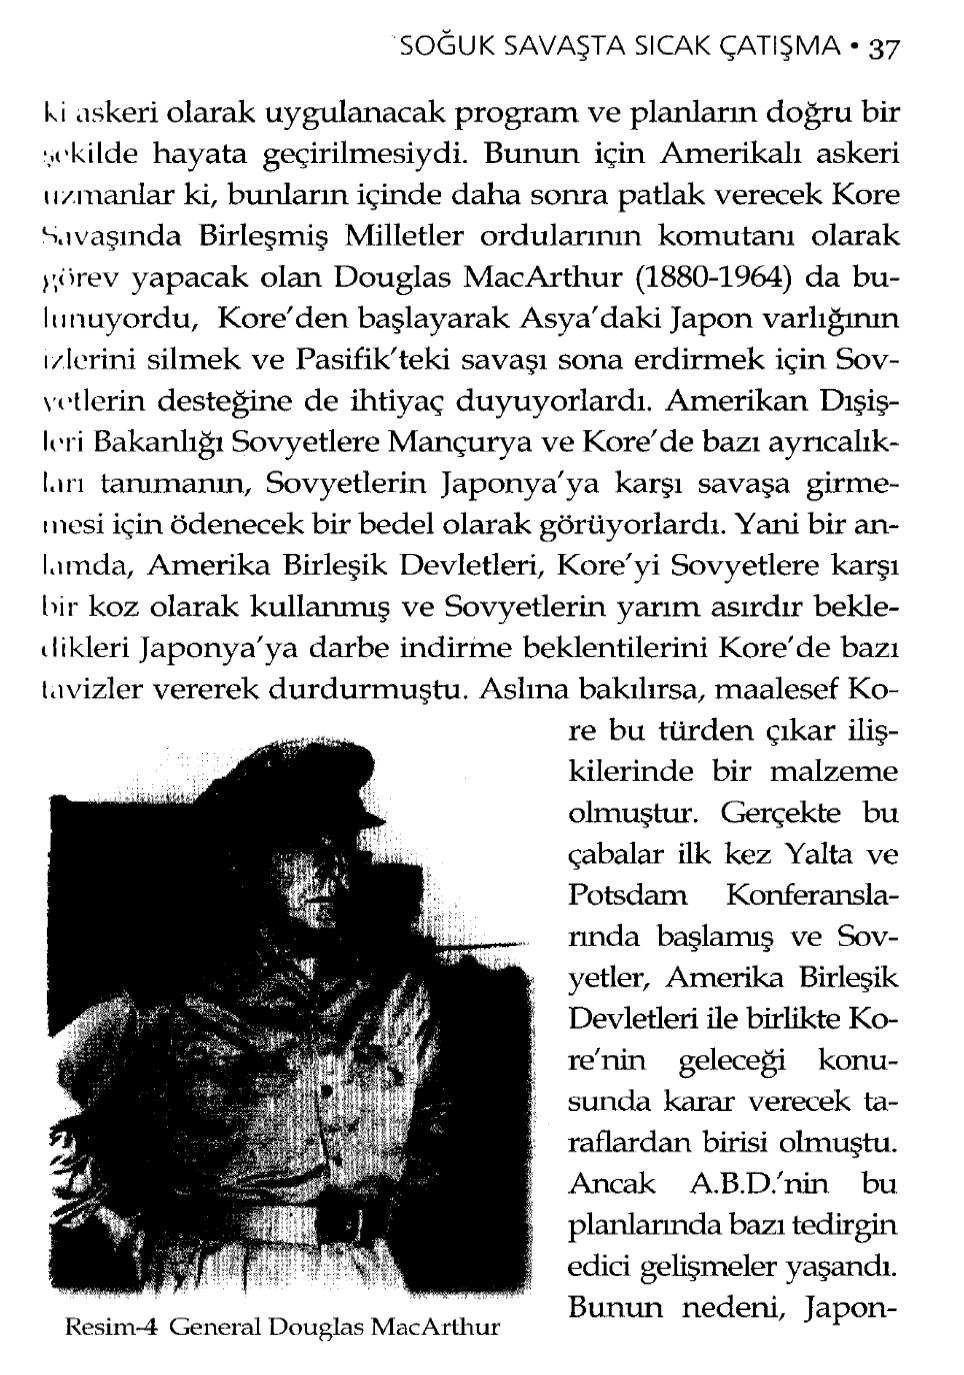 SOĞUK SAVAŞTA SICAK ÇATIŞMA • 37
ki askeri olarak uygulanacak program ve planların doğru bir
şekilde hayata geçirilmesiydi. Bunun için Amerikalı askeri
uzmanlar ki, bunların içinde daha sonra patlak verecek Kore
Savaşında Birleşmiş Milletler ordularının komutanı olarak
görev yapacak olan Douglas MacArthur (1880-1964) da bu-
lunuyordu, Kore'den başlayarak Asya'daki Japon varlığının
izlerini silmek ve Pasifik'teki savaşı sona erdirmek için Sov-
yetlerin desteğine de ihtiyaç duyuyorlardı. Amerikan Dışiş-
leri Bakanlığı Sovyetlere Mançurya ve Kore'de bazı ayrıcalık-
ları tanımanın, Sovyetlerin Japonya'ya karşı savaşa girme-
mesi için ödenecek bir bedel olarak görüyorlardı. Yani bir an-
lamda, Amerika Birleşik Devletleri, Kore'yi Sovyetlere karşı
bir koz olarak kullanmış ve Sovyetlerin yarım asırdır bekle-
dikleri Japonya'ya darbe indirme beklentilerini Kore'de bazı
tavizler vererek durdurmuştu. Aslına bakılırsa, maalesef Ko-
re bu türden çıkar iliş-
kilerinde bir malzeme
olmuştur. Gerçekte bu
çabalar ilk kez Yalta ve
Potsdam Konferansla-
rında başlamış ve Sov-
yetler, Amerika Birleşik
Devletleri ile birlikte Ko-
re'nin geleceği konu-
sunda karar verecek ta-
raflardan birisi olmuştu.
Ancak A.B.D.'nin bu
planlarında bazı tedirgin
edici gelişmeler yaşandı.
Bunun nedeni, Japon-
Resim-4 General Douglas MacArthur